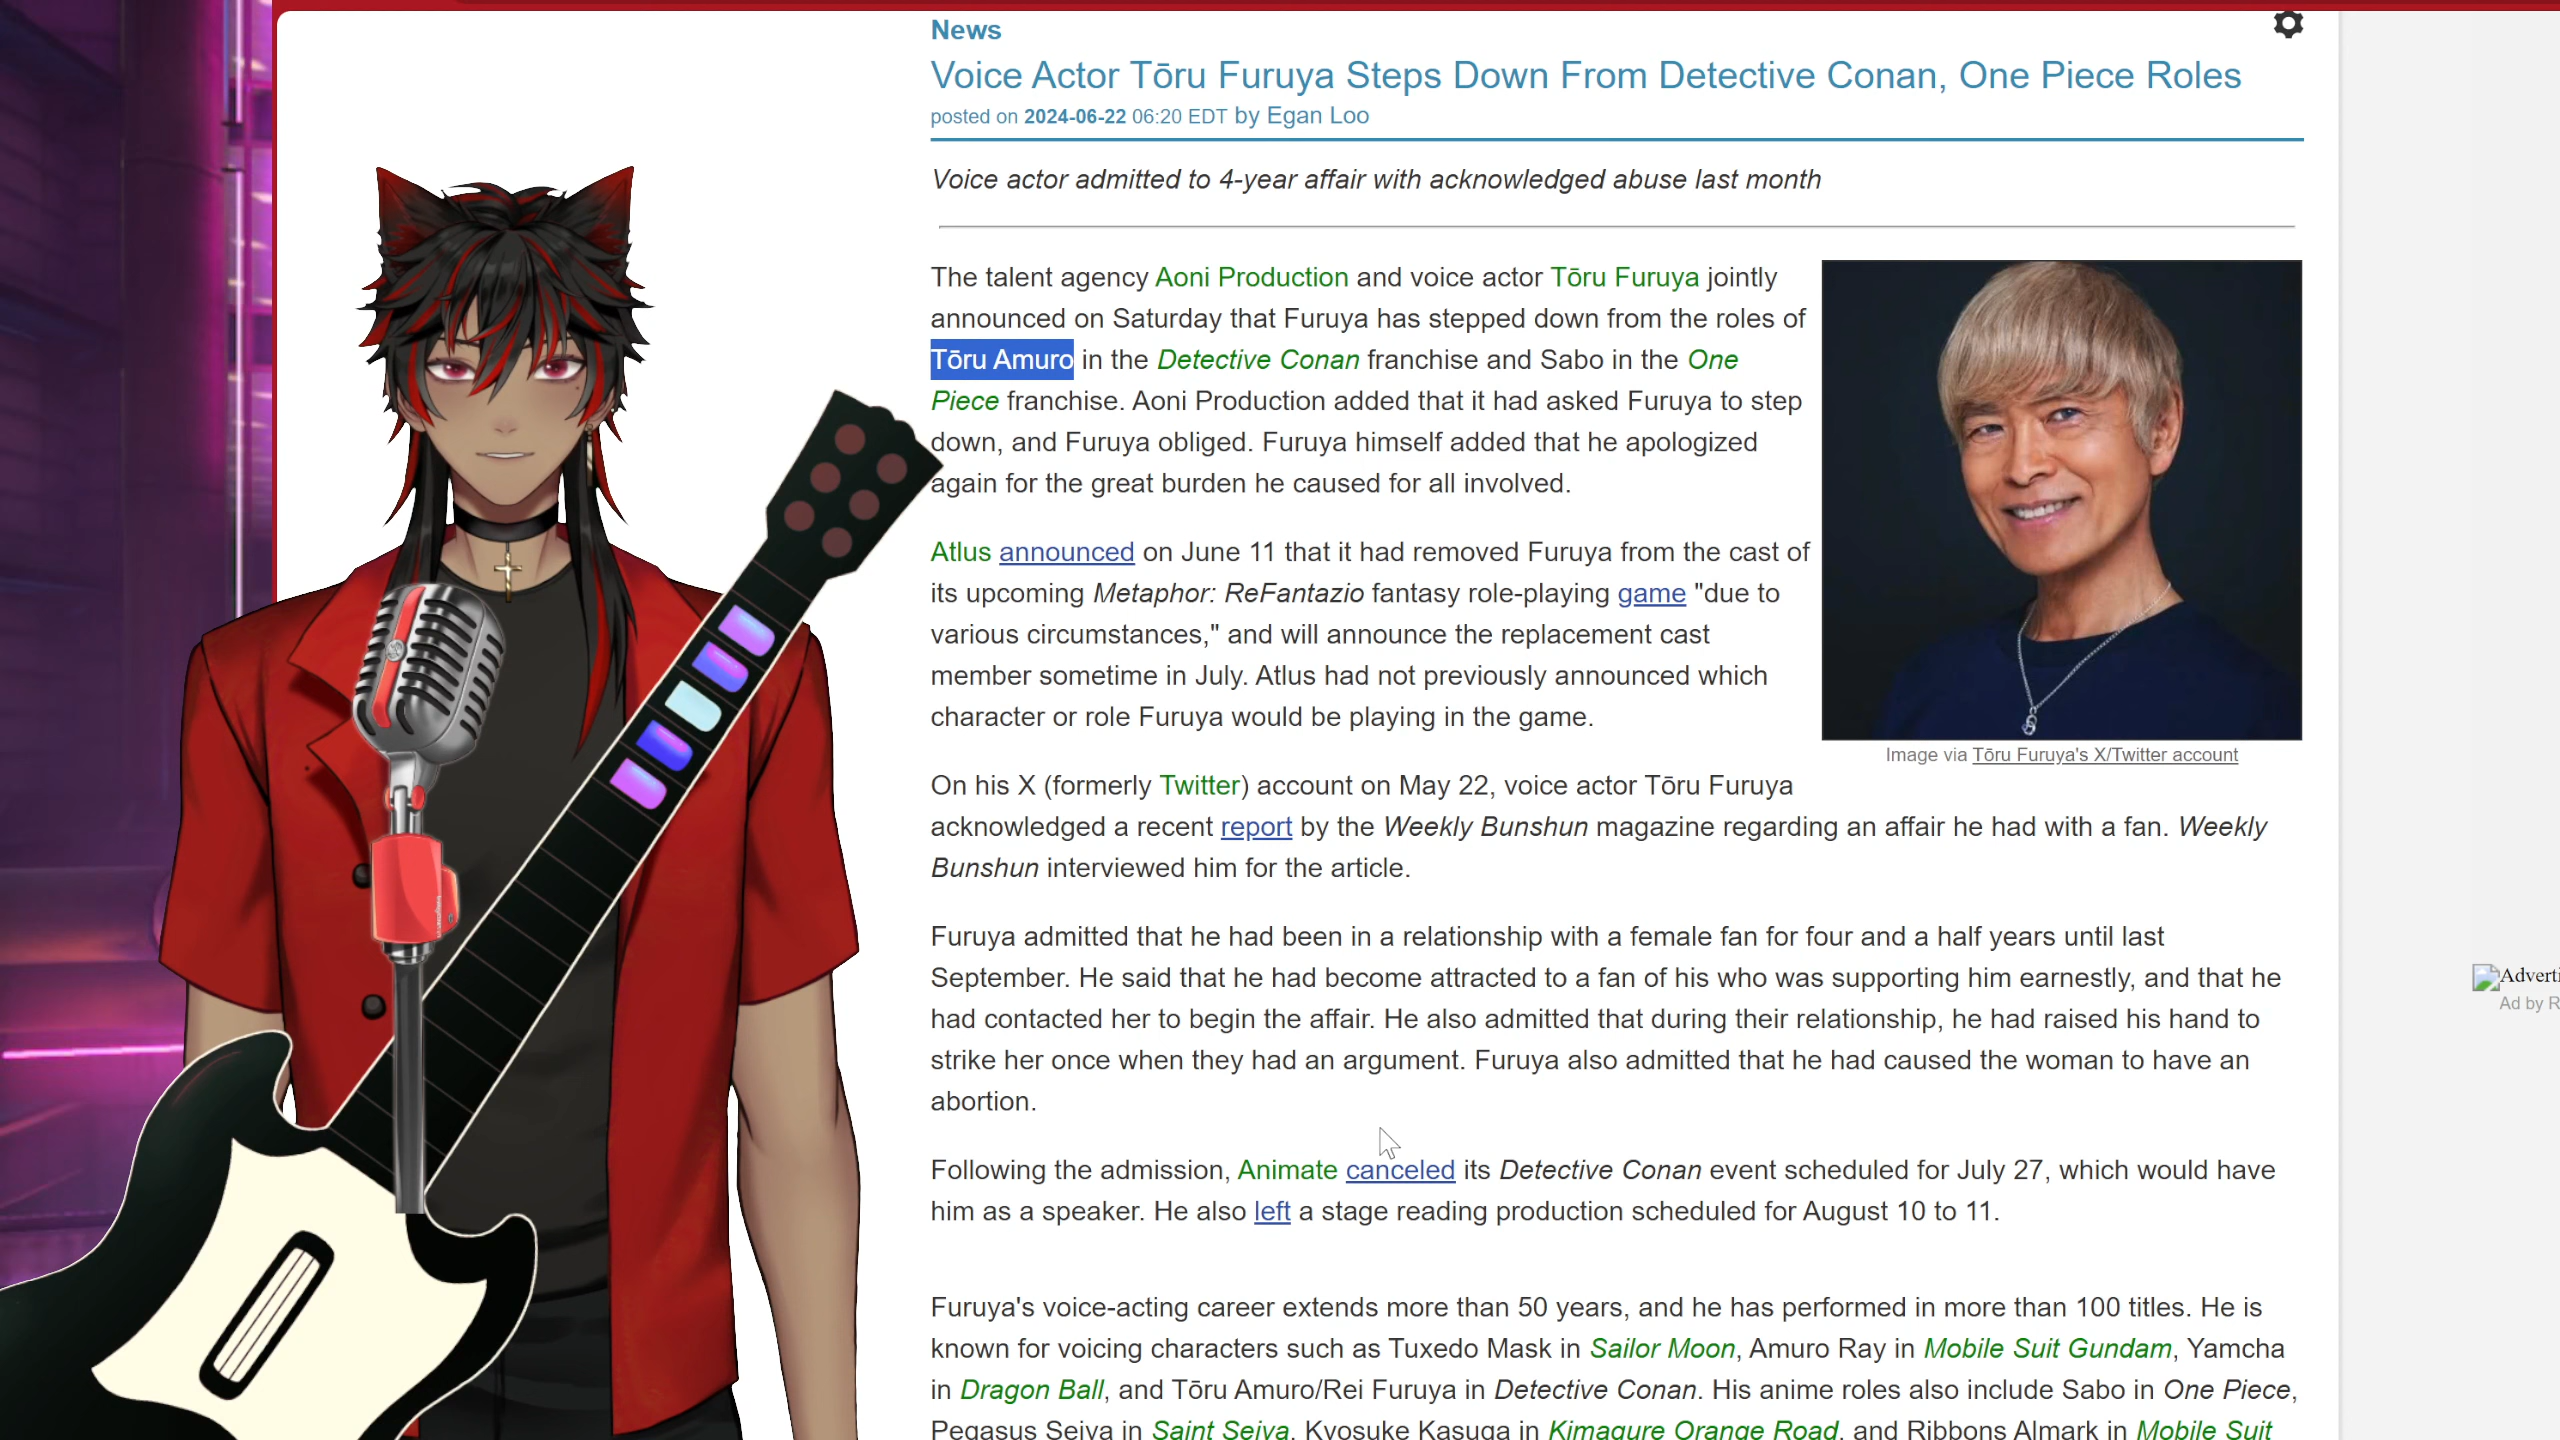 News
Voice Actor Tōru Furuya Steps Down From Detective Conan, One Piece Roles
posted on 2024-06-22 06:20 EDT by Egan Loo
Voice actor admitted to 4-year affair with acknowledged abuse last month
The talent agency Aoni Production and voice actor Tōru Furuya jointly
announced on Saturday that Furuya has stepped down from the roles of
Tōru Amuro in the Detective Conan franchise and Sabo in the One
Piece franchise. Aoni Production added that it had asked Furuya to step
down, and Furuya obliged. Furuya himself added that he apologized
again for the great burden he caused for all involved.
Atlus announced on June 11 that it had removed Furuya from the cast of
its upcoming Metaphor: ReFantazio fantasy role-playing game "due to
various circumstances," and will announce the replacement cast
member sometime in July. Atlus had not previously announced which
character or role Furuya would be playing in the game.
Image via Tōru Furuya's X/Twitter account
On his X (formerly Twitter) account on May 22, voice actor Tōru Furuya
acknowledged a recent report by the Weekly Bunshun magazine regarding an affair he had with a fan. Weekly
Bunshun interviewed him for the article.
Furuya admitted that he had been in a relationship with a female fan for four and a half years until last
September. He said that he had become attracted to a fan of his who was supporting him earnestly, and that he
had contacted her to begin the affair. He also admitted that during their relationship, he had raised his hand to
strike her once when they had an argument. Furuya also admitted that he had caused the woman to have an
abortion.
Following the admission, Animate canceled its Detective Conan event scheduled for July 27, which would have
him as a speaker. He also left a stage reading production scheduled for August 10 to 11.
Furuya's voice-acting career extends more than 50 years, and he has performed in more than 100 titles. He is
known for voicing characters such as Tuxedo Mask in Sailor Moon, Amuro Ray in Mobile Suit Gundam, Yamcha
in Dragon Ball, and Tōru Amuro/Rei Furuya in Detective Conan. His anime roles also include Sabo in One Piece,
Pegasus Seiya in Saint Seiya, Kyosuke Kasuga in Kimagure Orange Road, and Ribbons Almark in Mobile Suit
Adverti
Ad by R